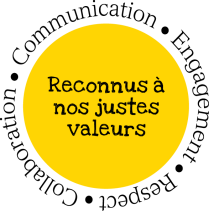 Communication • Engagement • Respect • Collaboration •
Reconnus à
nos justes
valeurs